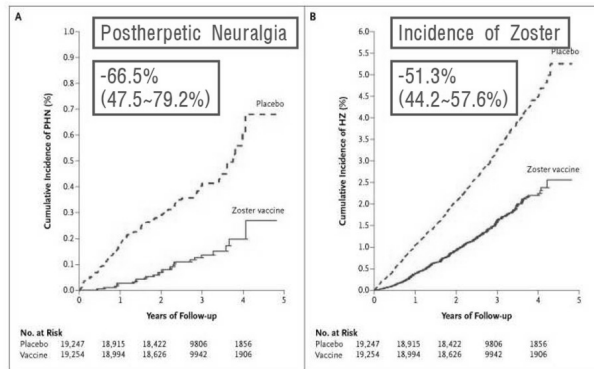 A
Postherpetic Neuralgia
-66.5%
(47.5~79.2%)
Placebo
Zoster vaccine
Cumulative Incidence of PHN (%)
1.0
0.9
0.8
0.7
0.6
0.5
0.4
0.3
0.2
0.1
0.0
0 1 2 3 4 5
Years of Follow-up
No. at Risk
Placebo 19,247 18,915 18,422 9806 1856
Vaccine 19,254 18,994 18,626 9942 1906
B
Incidence of Zoster
-51.3%
(44.2~57.6%)
Placebo
Zoster vaccine
Cumulative Incidence of HZ (%)
6.0
5.5
5.0
4.5
4.0
3.5
3.0
2.5
2.0
1.5
1.0
0.5
0.0
0 1 2 3 4 5
Years of Follow-up
No. at Risk
Placebo 19,247 18,915 18,422 9806 1856
Vaccine 19,254 18,994 18,626 9942 1906